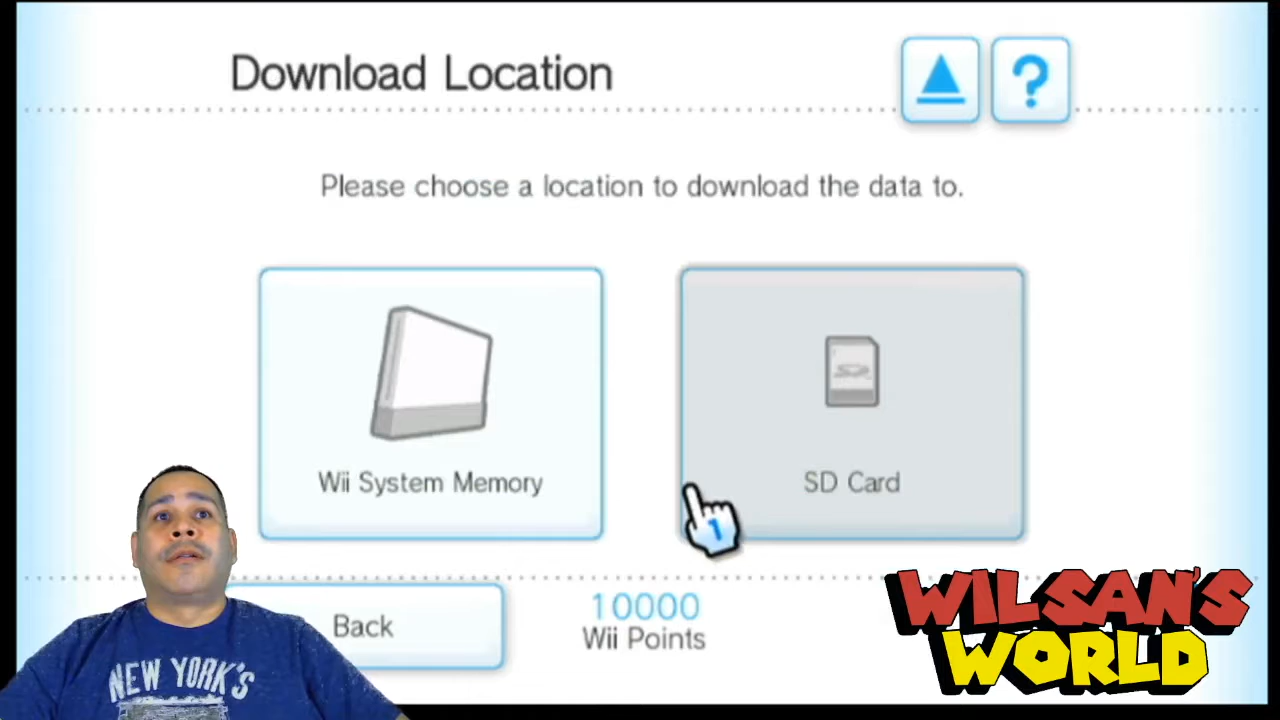 Download Location
?
Please choose a location to download the data to.
Wii System Memory
SD Card
1
Back
10000
Wii Points
WILSAN'S
WORLD
NEW YORK'S